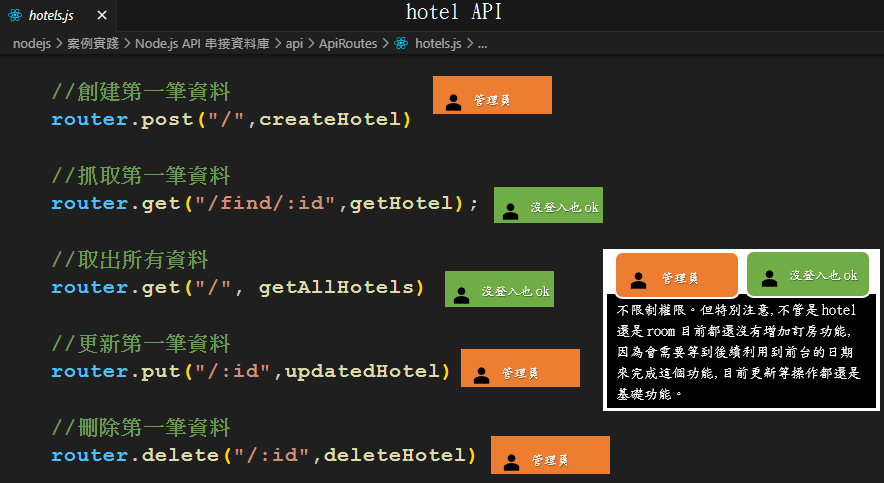 hotel API
hotels.js ×
nodejs > 案例實踐 > Node.js API 串接資料庫 > api > ApiRoutes > hotels.js > ...
//創建第一筆資料
管理員
router.post("/",createHotel)
//抓取第一筆資料
router.get("/find/:id",getHotel);
沒登入也ok
//取出所有資料
router.get("/", getAllHotels)
沒登入也ok
//更新第一筆資料
router.put("/:id",updatedHotel)
管理員
//刪除第一筆資料
router.delete("/:id",deleteHotel)
管理員
管理員
沒登入也ok
不限制權限。但特別注意,不管是hotel
還是room目前都還沒有增加訂房功能,
因為會需要等到後續利用到前台的日期
來完成這個功能,目前更新等操作都還是
基礎功能。